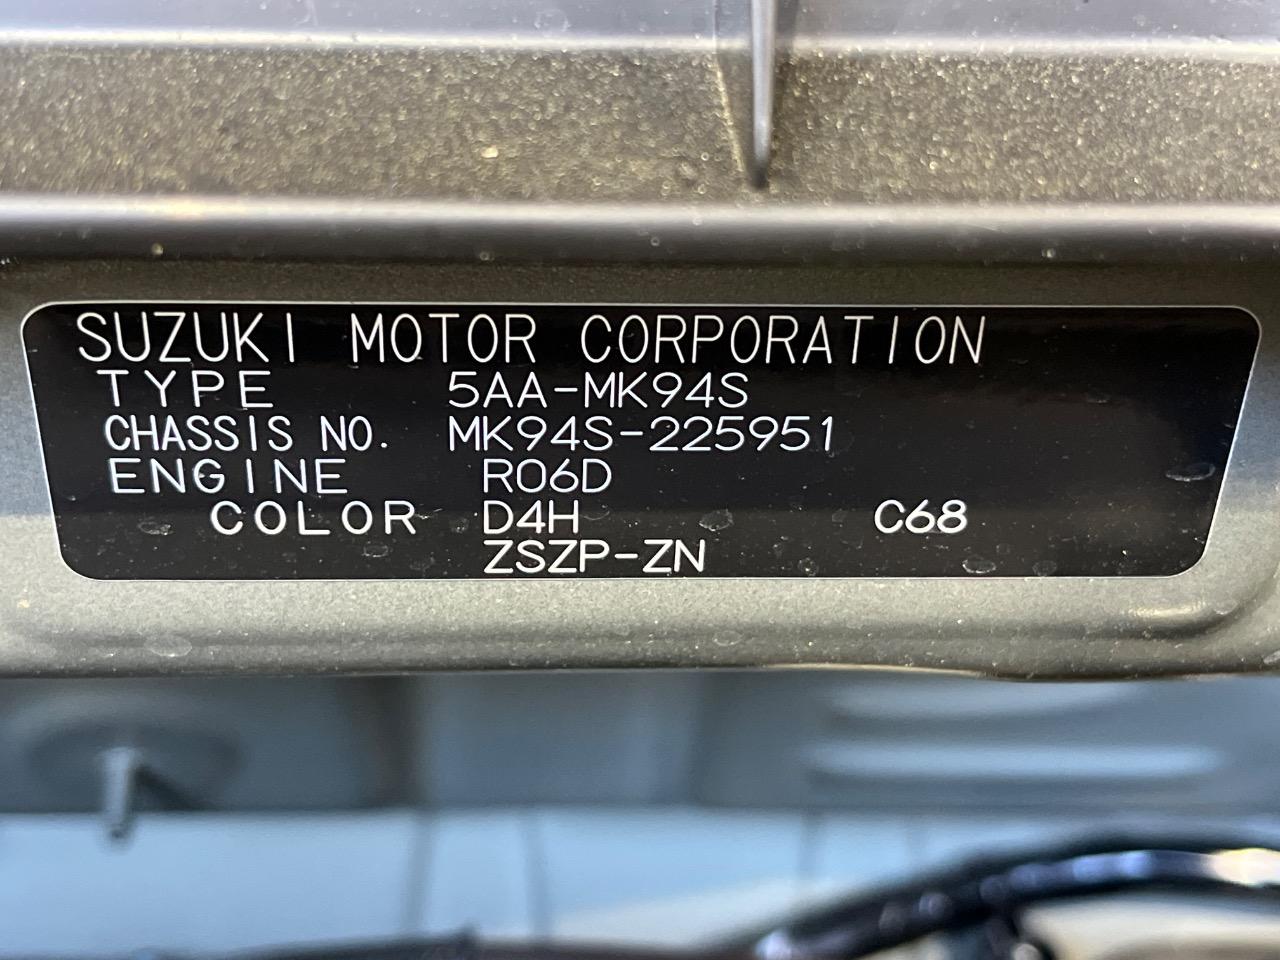 SUZUKI MOTOR CORPORATION
TYPE 5AA-MK94S
CHASSIS NO. MK94S-225951
ENGINE R06D
COLOR D4H C68
ZSZP-ZN